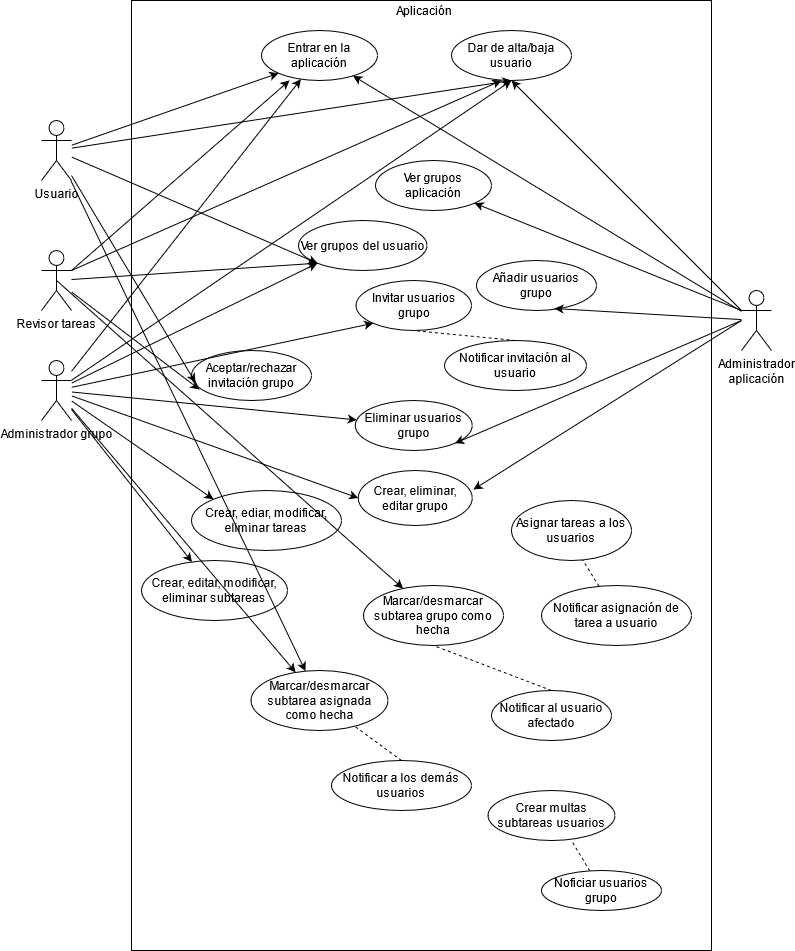 Aplicación
Entrar en la
aplicación
Dar de alta/baja
usuario
Usuario
Ver grupos
aplicación
Ver grupos del usuario
Revisor tareas
Añadir usuarios
grupo
Invitar usuarios
grupo
Notificar invitación al
usuario
Administrador
aplicación
Aceptar/rechazar
invitación grupo
Administrador grupo
Eliminar usuarios
grupo
Crear, eliminar,
editar grupo
Crear, ediar, modificar,
eliminar tareas
Asignar tareas a los
usuarios
Crear, editar, modificar,
eliminar subtareas
Marcar/desmarcar
subtarea grupo como
hecha
Notificar asignación de
tarea a usuario
Marcar/desmarcar
subtarea asignada
como hecha
Notificar al usuario
afectado
Notificar a los demás
usuarios
Crear multas
subtareas usuarios
Noficiar usuarios
grupo